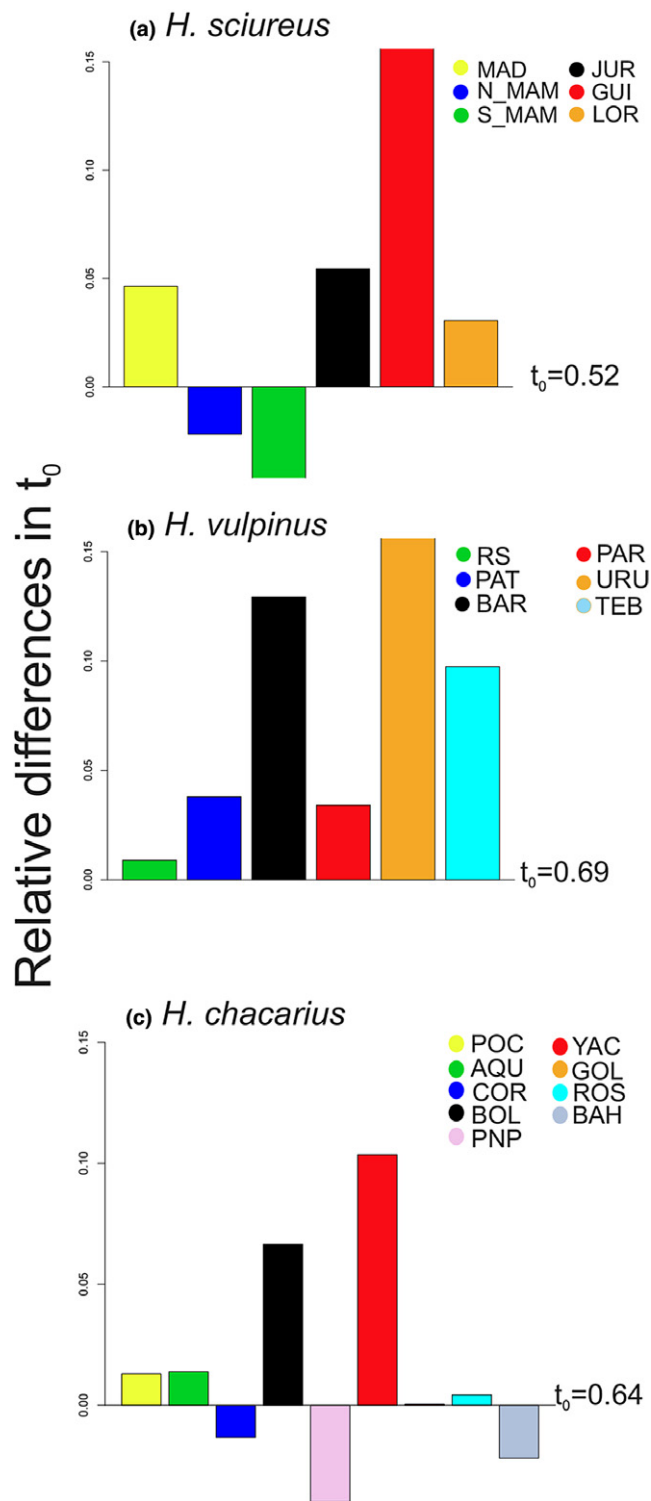 Relative differences in t₀
(a) H. sciureus
MAD
N_MAM
S_MAM
JUR
GUI
LOR
0.15
0.10
0.05
0.00
t₀=0.52
(b) H. vulpinus
RS
PAT
BAR
PAR
URU
TEB
0.15
0.10
0.05
0.00
t₀=0.69
(c) H. chacarius
POC
AQU
COR
BOL
PNP
YAC
GOL
ROS
BAH
0.15
0.10
0.05
0.00
t₀=0.64